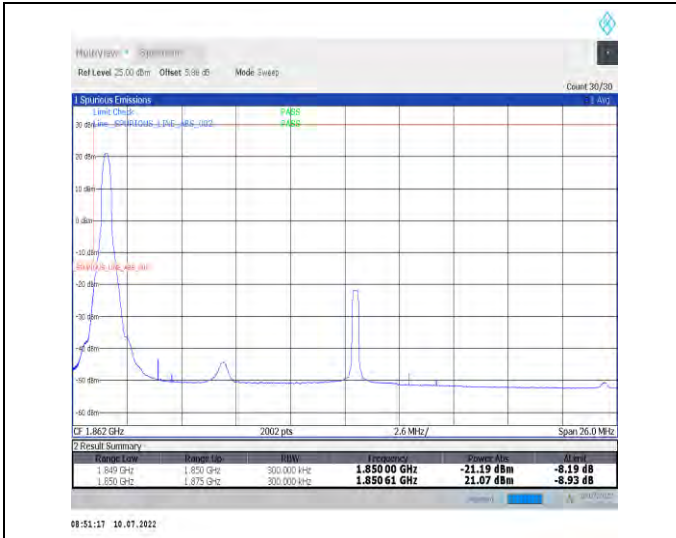 MultiView Spectrum
Ref Level 25.00 dBm Offset 5.98 dB Mode Sweep
Count 30/30
1 Spurious Emissions 1 Avg
Limit Check PASS
30 dBm Line _SPURIOUS_LINE_ABS_002 PASS
20 dBm
10 dBm
0 dBm
-10 dBm
-20 dBm
-30 dBm
-40 dBm
-50 dBm
-60 dBm
CF 1.862 GHz 2002 pts 2.6 MHz/ Span 26.0 MHz
2 Result Summary
Range Low Range Up RBW Frequency Power Abs ΔLimit
1.849 GHz 1.850 GHz 300.000 kHz 1.85000 GHz -21.19 dBm -8.19 dB
1.850 GHz 1.875 GHz 300.000 kHz 1.85061 GHz 21.07 dBm -8.93 dB
08:51:17 10.07.2022